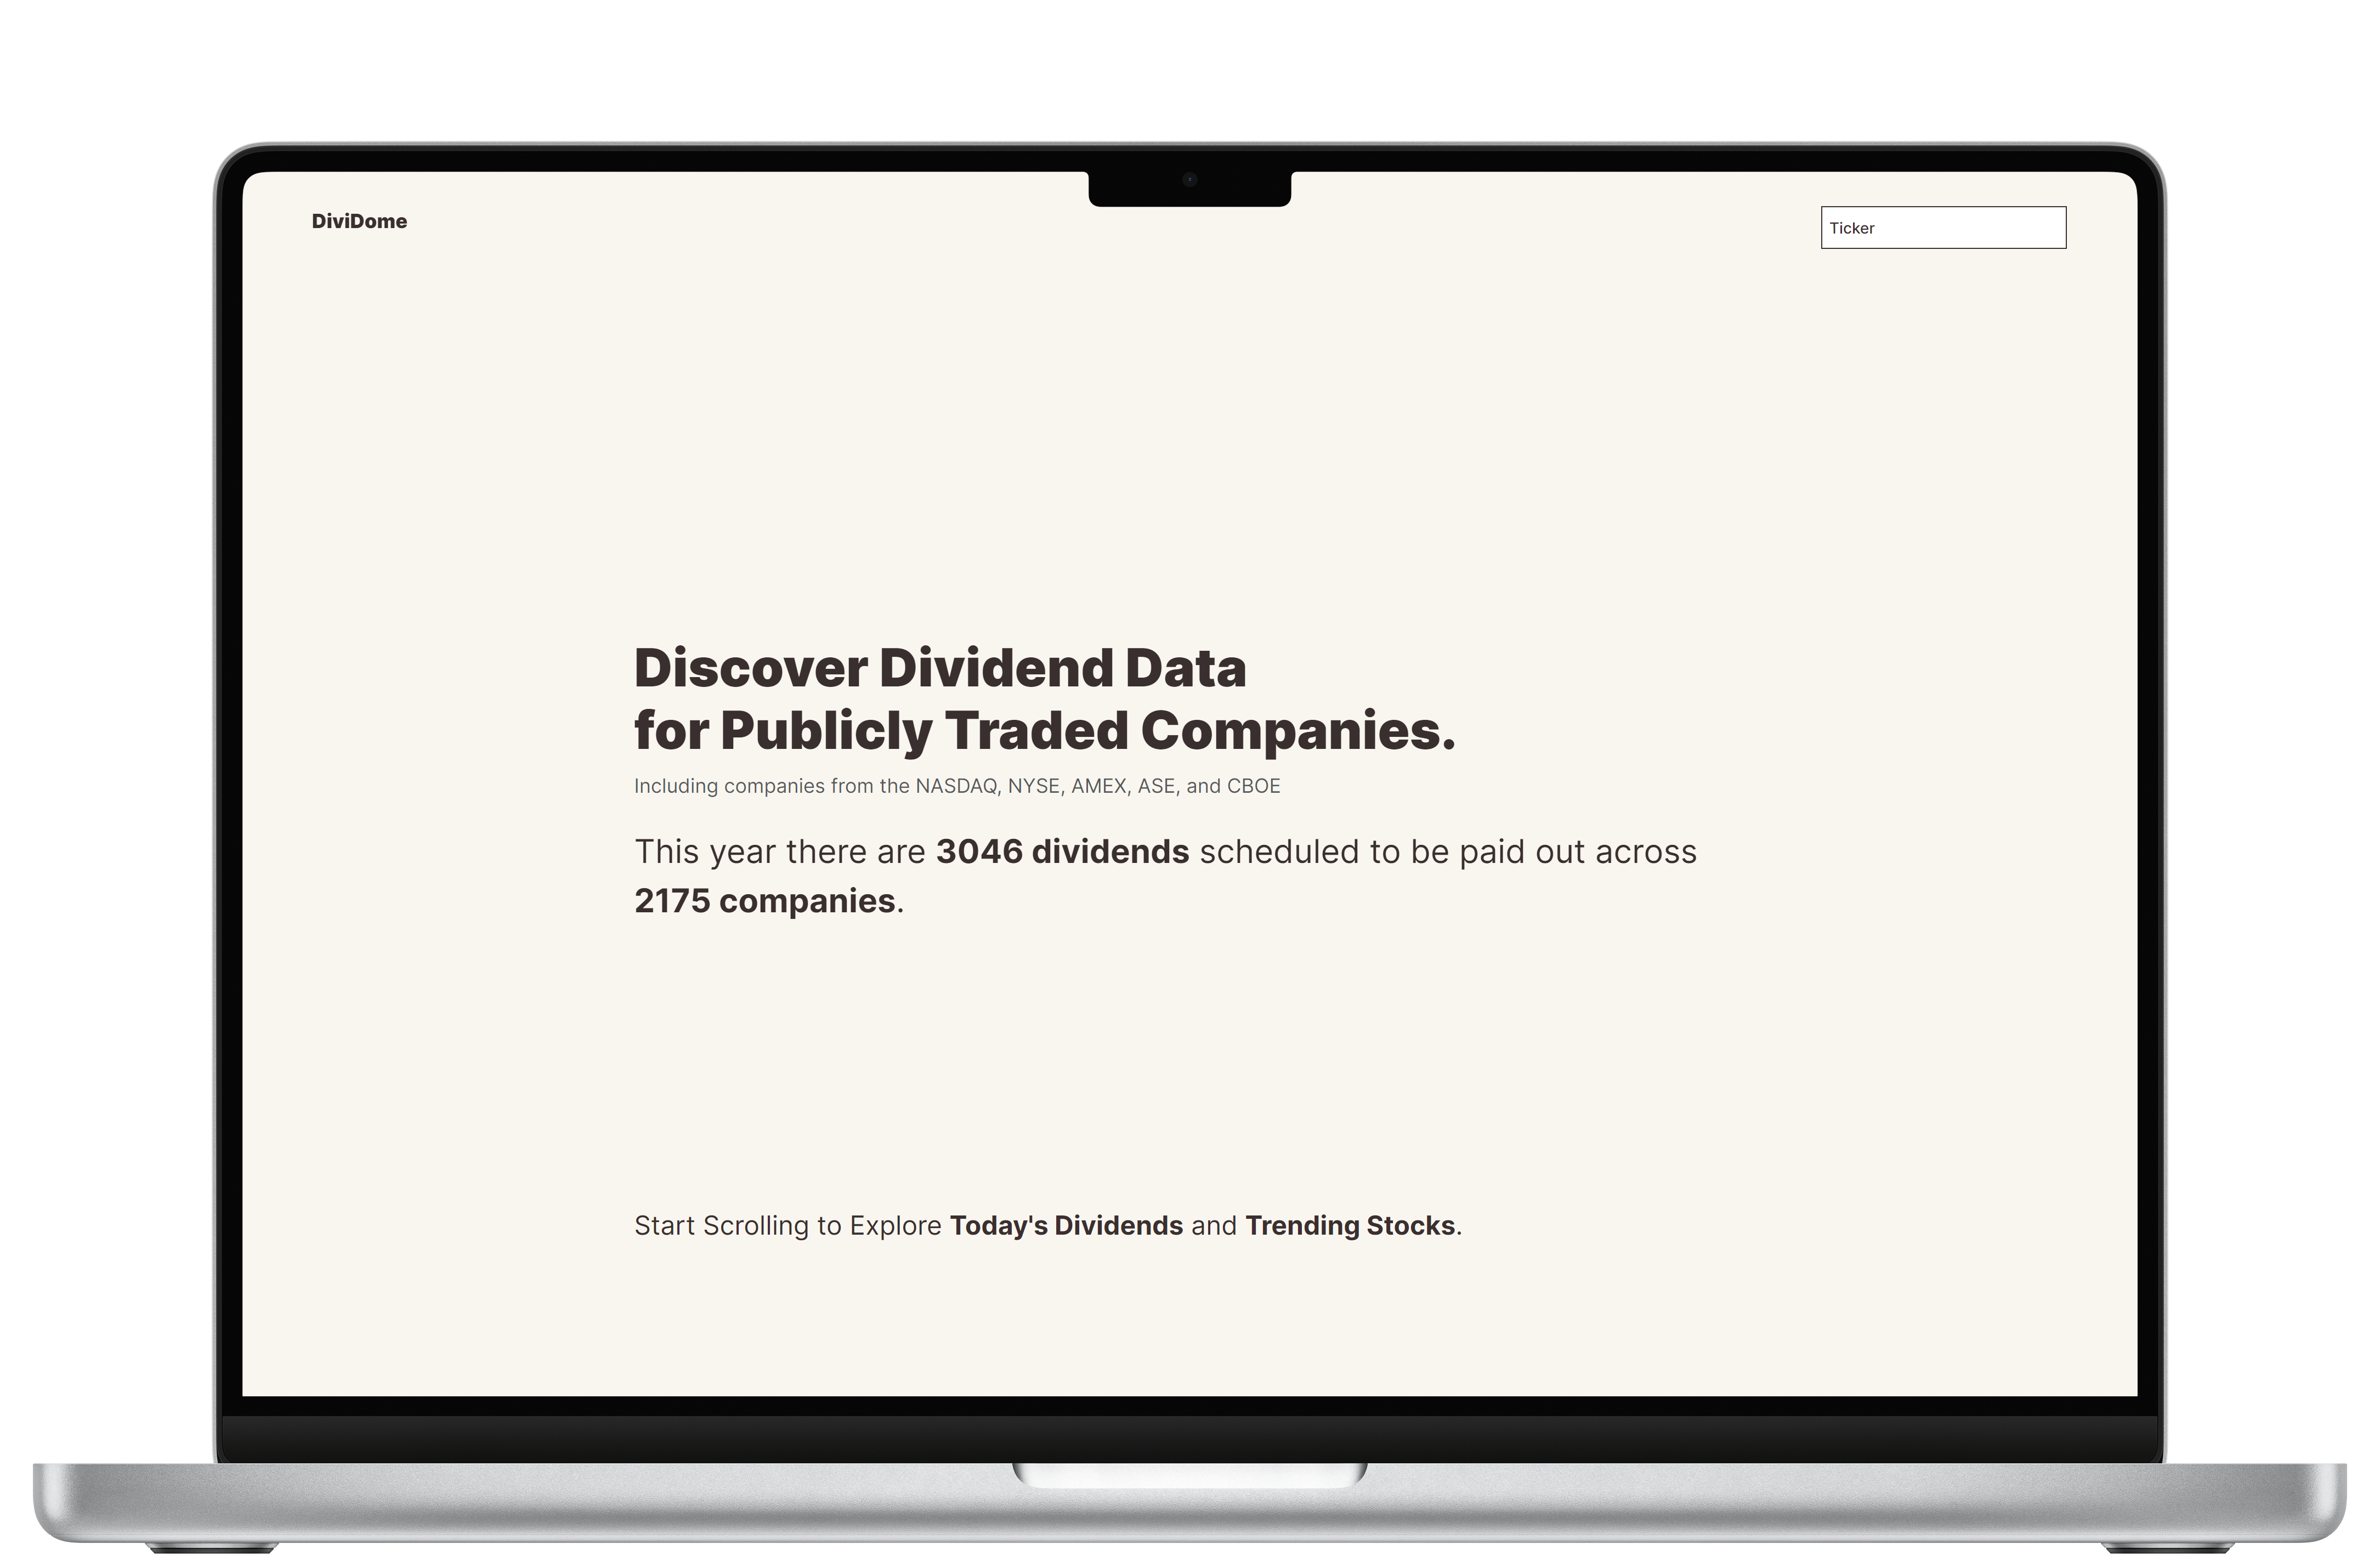 DiviDome
Ticker
Discover Dividend Data
for Publicly Traded Companies.
Including companies from the NASDAQ, NYSE, AMEX, ASE, and CBOE
This year there are 3046 dividends scheduled to be paid out across
2175 companies.
Start Scrolling to Explore Today's Dividends and Trending Stocks.